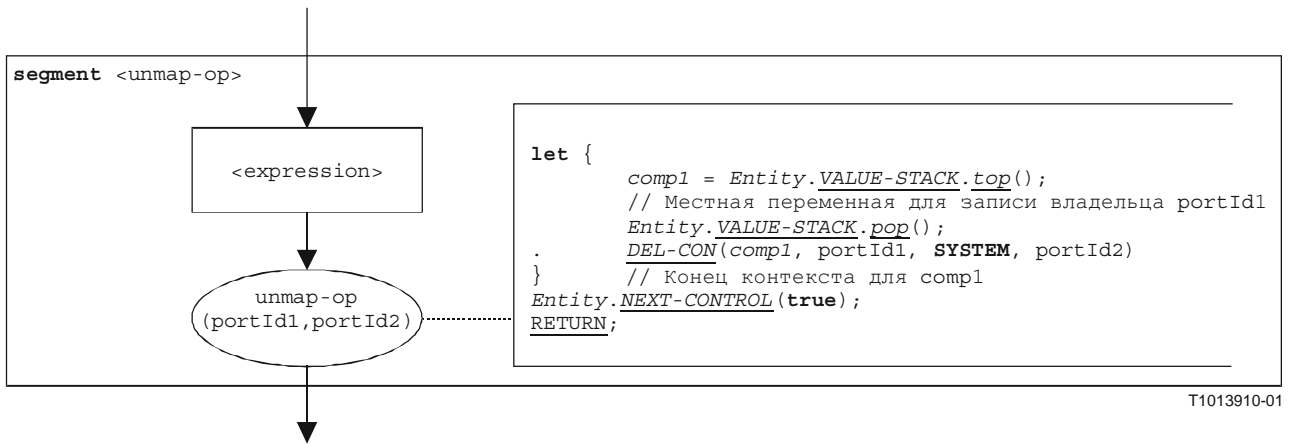 segment <unmap-op>
<expression>
unmap-op
(portId1,portId2)
let {
comp1 = Entity.VALUE-STACK.top();
// Местная переменная для записи владельца portId1
Entity.VALUE-STACK.pop();
. DEL-CON(comp1, portId1, SYSTEM, portId2)
} // Конец контекста для comp1
Entity.NEXT-CONTROL(true);
RETURN;
T1013910-01